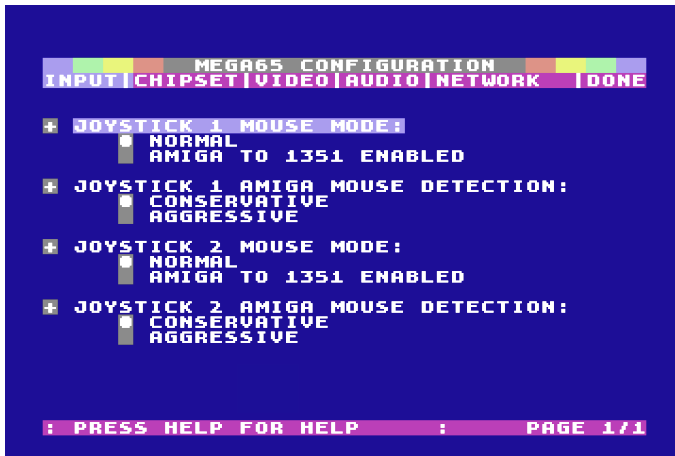 MEGA65 CONFIGURATION
INPUT|CHIPSET|VIDEO|AUDIO|NETWORK |DONE
+ JOYSTICK 1 MOUSE MODE:
NORMAL
AMIGA TO 1351 ENABLED
+ JOYSTICK 1 AMIGA MOUSE DETECTION:
CONSERVATIVE
AGGRESSIVE
+ JOYSTICK 2 MOUSE MODE:
NORMAL
AMIGA TO 1351 ENABLED
+ JOYSTICK 2 AMIGA MOUSE DETECTION:
CONSERVATIVE
AGGRESSIVE
: PRESS HELP FOR HELP : PAGE 1/1